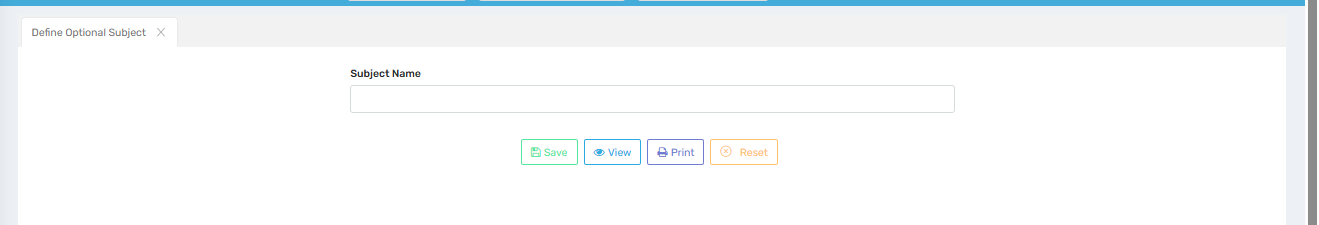 Define Optional Subject
Subject Name
Save View Print Reset